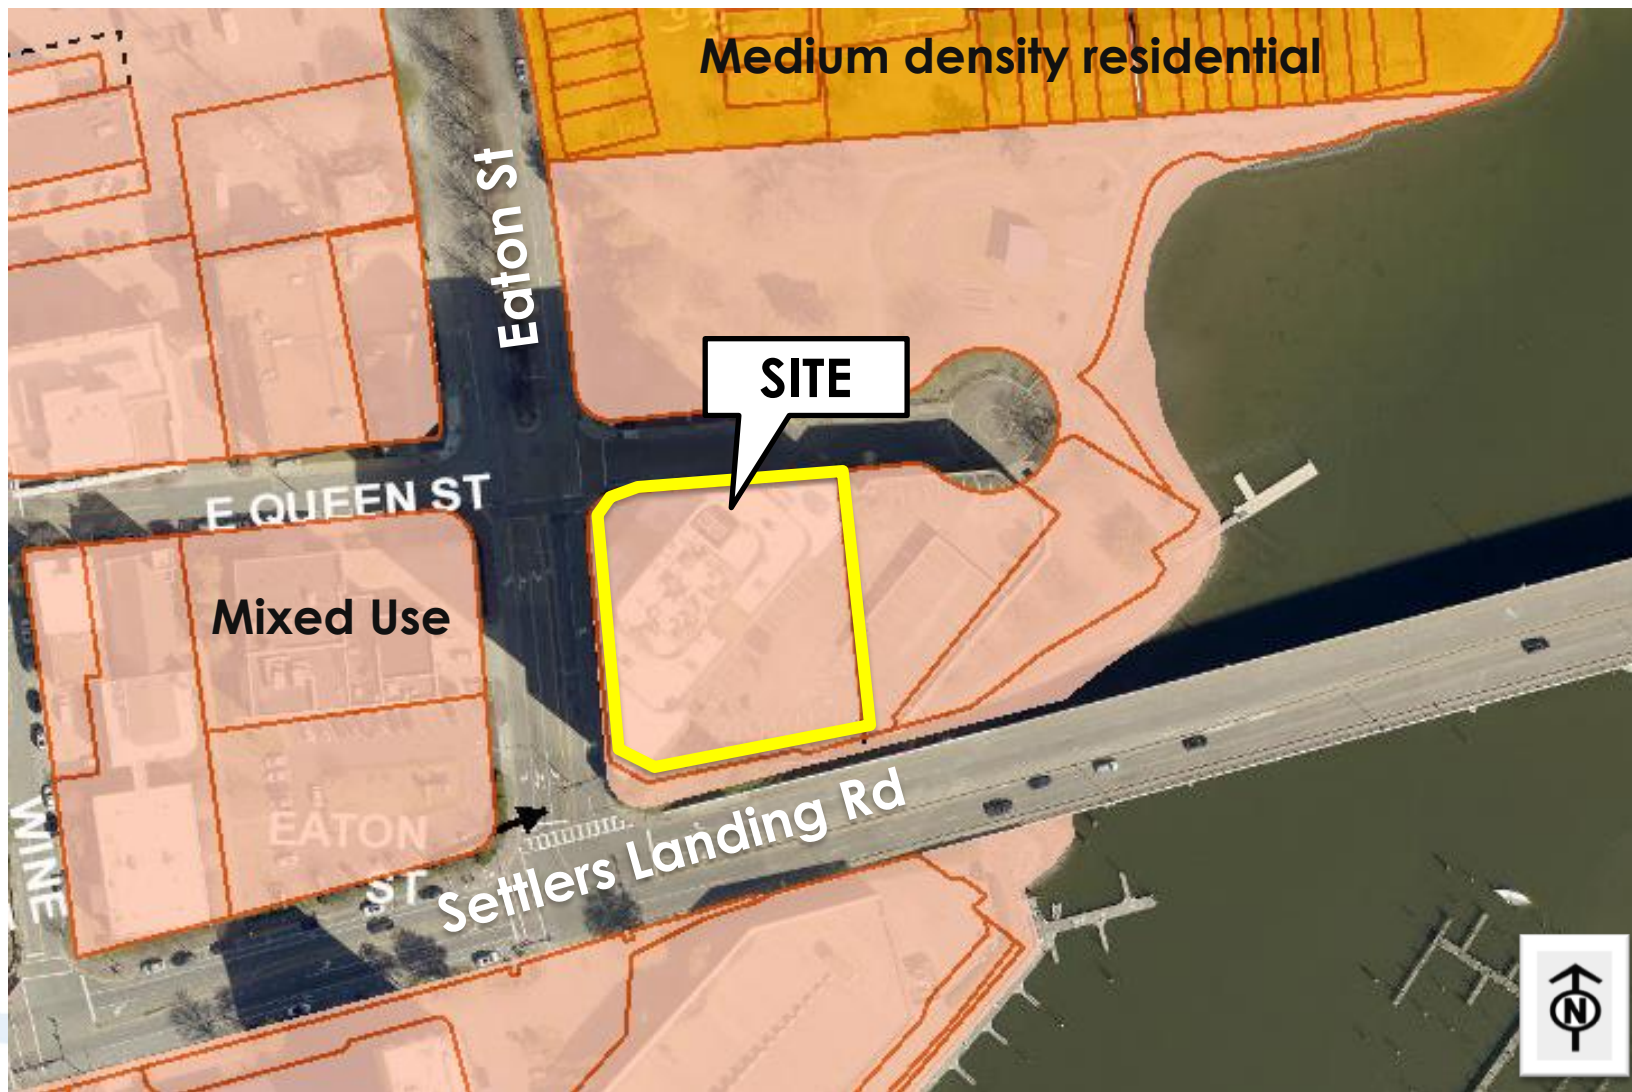 Medium density residential
Eaton St
SITE
E QUEEN ST
Mixed Use
EATON
ST
WINE
Settlers Landing Rd
N